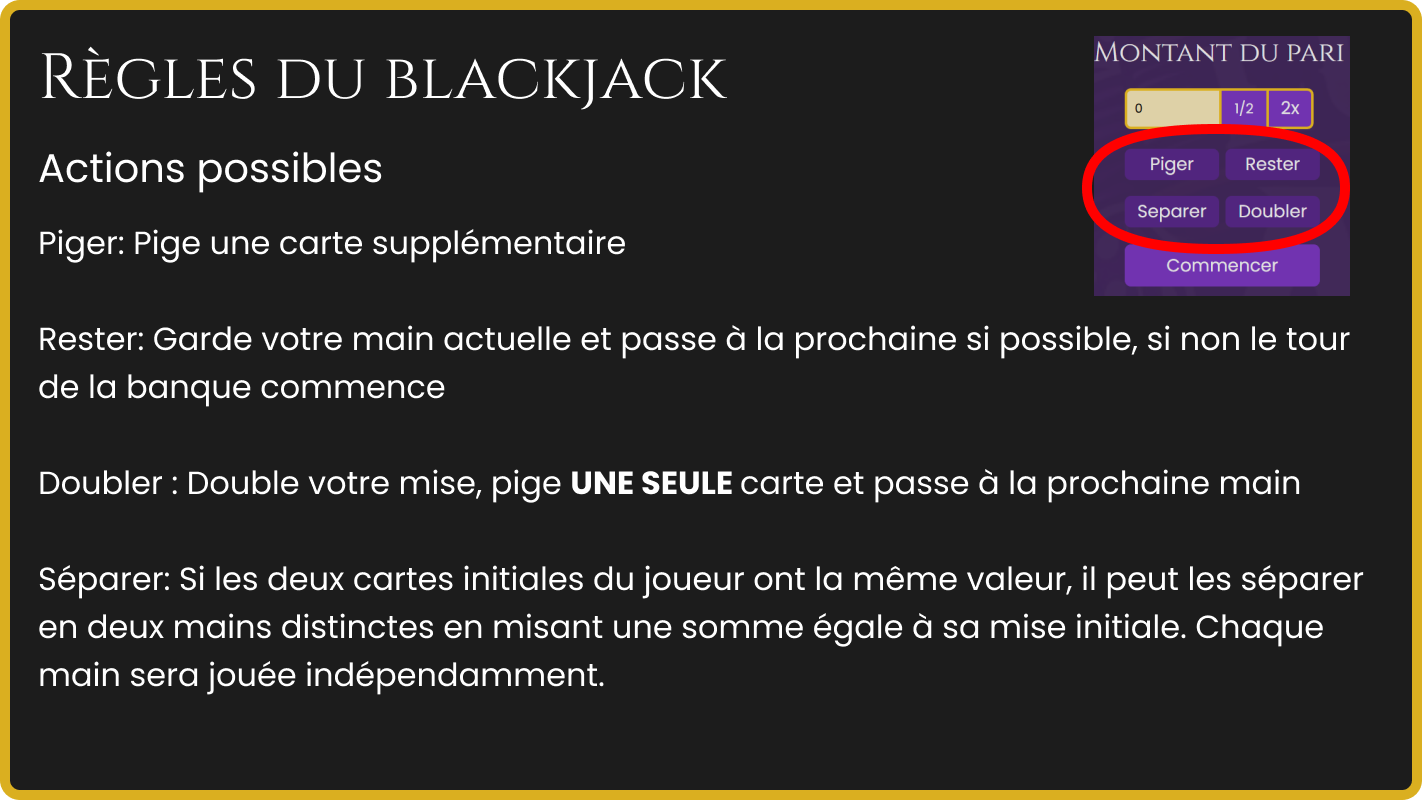 Règles du blackjack
Montant du pari
0
1/2
2x
Piger
Rester
Separer
Doubler
Commencer
Actions possibles
Piger: Pige une carte supplémentaire
Rester: Garde votre main actuelle et passe à la prochaine si possible, si non le tour
de la banque commence
Doubler : Double votre mise, pige UNE SEULE carte et passe à la prochaine main
Séparer: Si les deux cartes initiales du joueur ont la même valeur, il peut les séparer
en deux mains distinctes en misant une somme égale à sa mise initiale. Chaque
main sera jouée indépendamment.